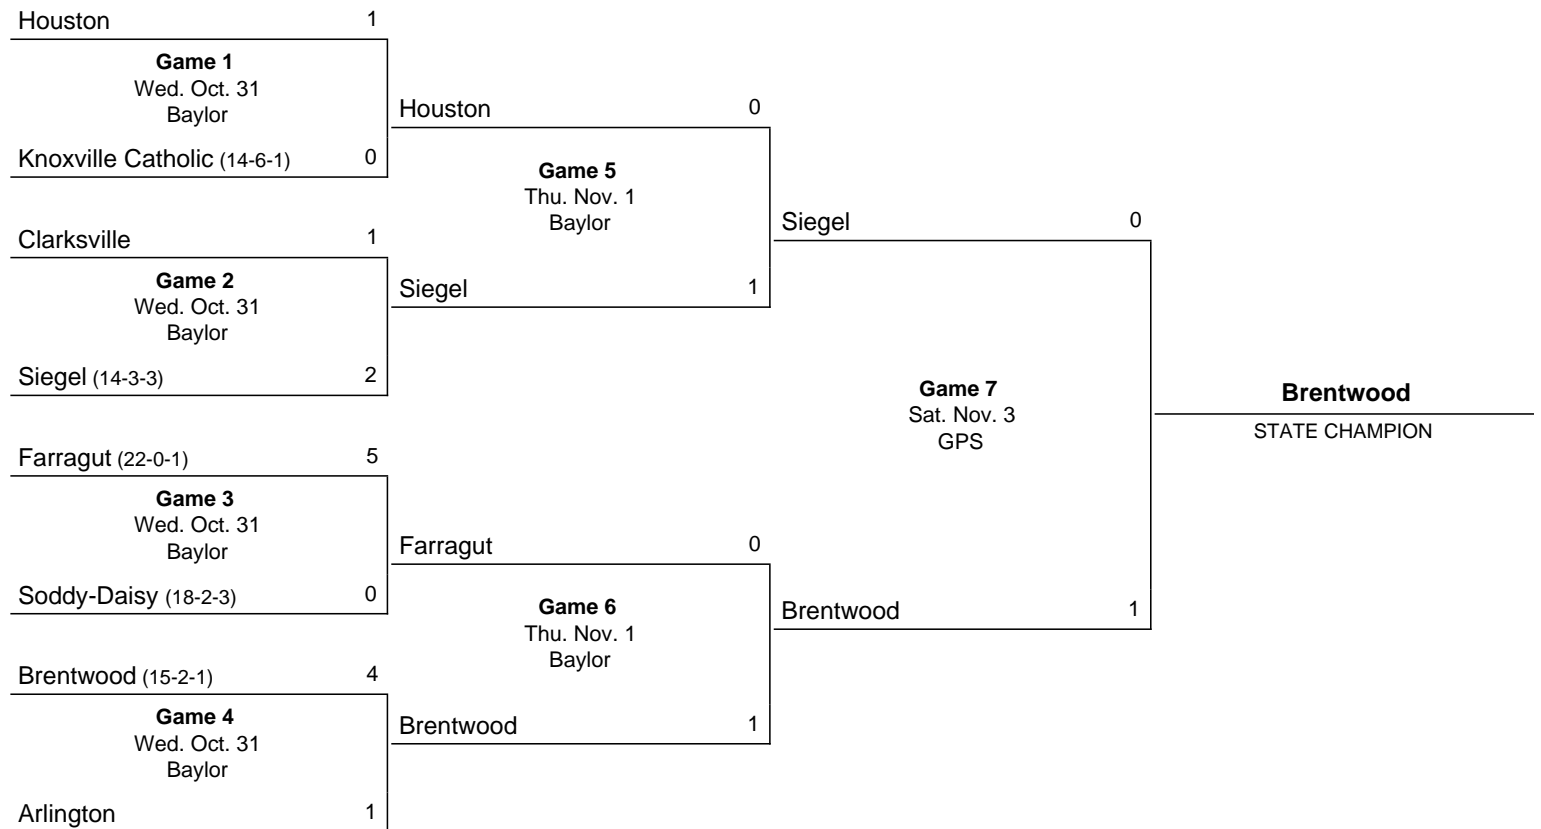 Houston 1
Game 1
Wed. Oct. 31
Baylor
Knoxville Catholic (14-6-1) 0
Clarksville 1
Game 2
Wed. Oct. 31
Baylor
Siegel (14-3-3) 2
Farragut (22-0-1) 5
Game 3
Wed. Oct. 31
Baylor
Soddy-Daisy (18-2-3) 0
Brentwood (15-2-1) 4
Game 4
Wed. Oct. 31
Baylor
Arlington 1
Houston 0
Game 5
Thu. Nov. 1
Baylor
Siegel 1
Farragut 0
Game 6
Thu. Nov. 1
Baylor
Brentwood 1
Siegel 0
Game 7
Sat. Nov. 3
GPS
Brentwood 1
Brentwood
STATE CHAMPION